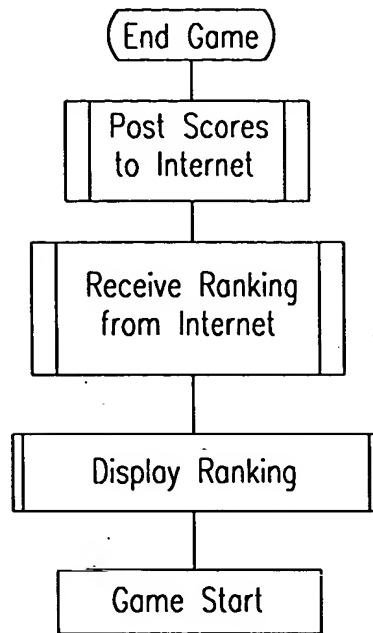 End Game
Post Scores
to Internet
Receive Ranking
from Internet
Display Ranking
Game Start